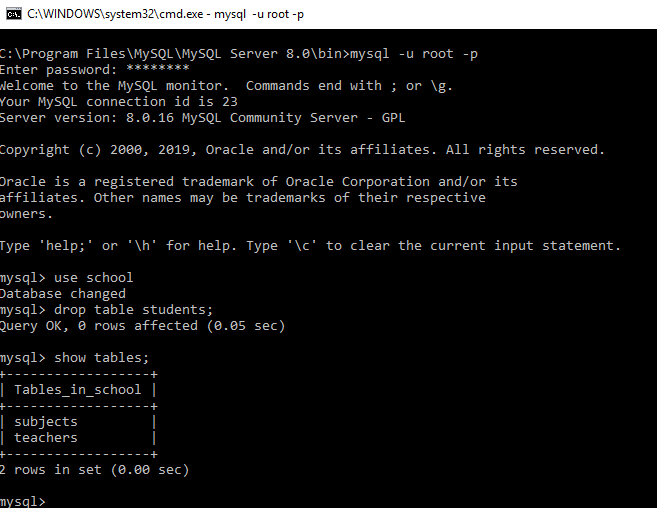 C:\WINDOWS\system32\cmd.exe - mysql -u root -p
C:\Program Files\MySQL\MySQL Server 8.0\bin>mysql -u root -p
Enter password: ********
Welcome to the MySQL monitor.  Commands end with ; or \g.
Your MySQL connection id is 23
Server version: 8.0.16 MySQL Community Server - GPL
Copyright (c) 2000, 2019, Oracle and/or its affiliates. All rights reserved.
Oracle is a registered trademark of Oracle Corporation and/or its
affiliates. Other names may be trademarks of their respective
owners.
Type 'help;' or '\h' for help. Type '\c' to clear the current input statement.
mysql> use school
Database changed
mysql> drop table students;
Query OK, 0 rows affected (0.05 sec)
mysql> show tables;
+------------------+
| Tables_in_school |
+------------------+
| subjects         |
| teachers         |
+------------------+
2 rows in set (0.00 sec)
mysql>